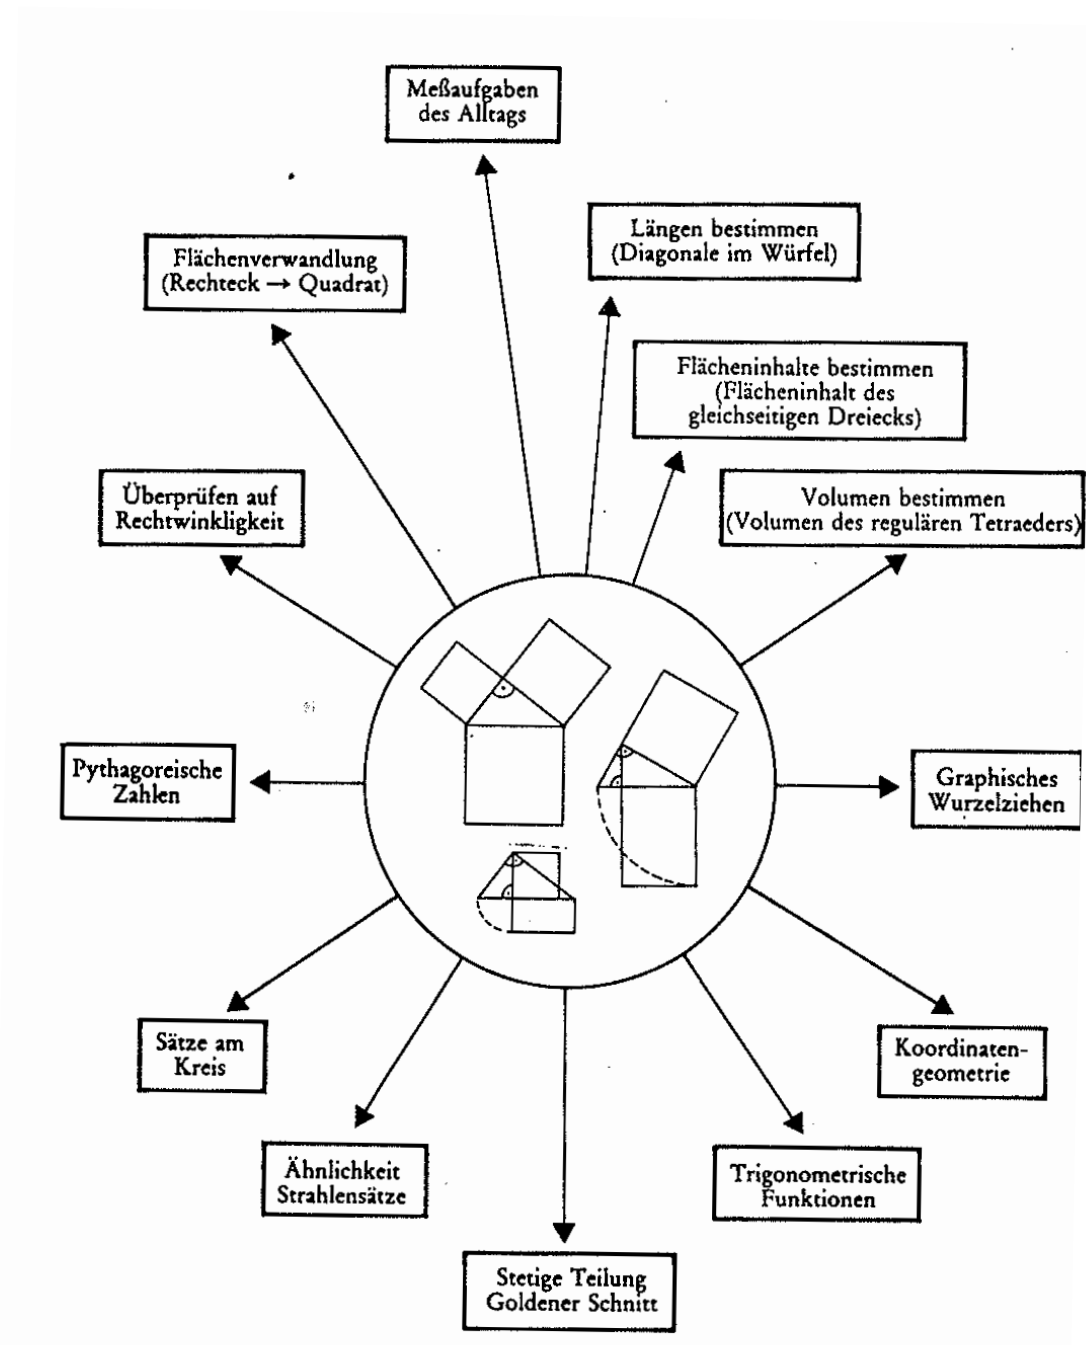 Meßaufgaben
des Alltags
Längen bestimmen
(Diagonale im Würfel)
Flächenverwandlung
(Rechteck → Quadrat)
Flächeninhalte bestimmen
(Flächeninhalt des
gleichseitigen Dreiecks)
Überprüfen auf
Rechtwinkligkeit
Volumen bestimmen
(Volumen des regulären Tetraeders)
Pythagoreische
Zahlen
Graphisches
Wurzelziehen
Sätze am
Kreis
Koordinaten-
geometrie
Ähnlichkeit
Strahlensätze
Trigonometrische
Funktionen
Stetige Teilung
Goldener Schnitt